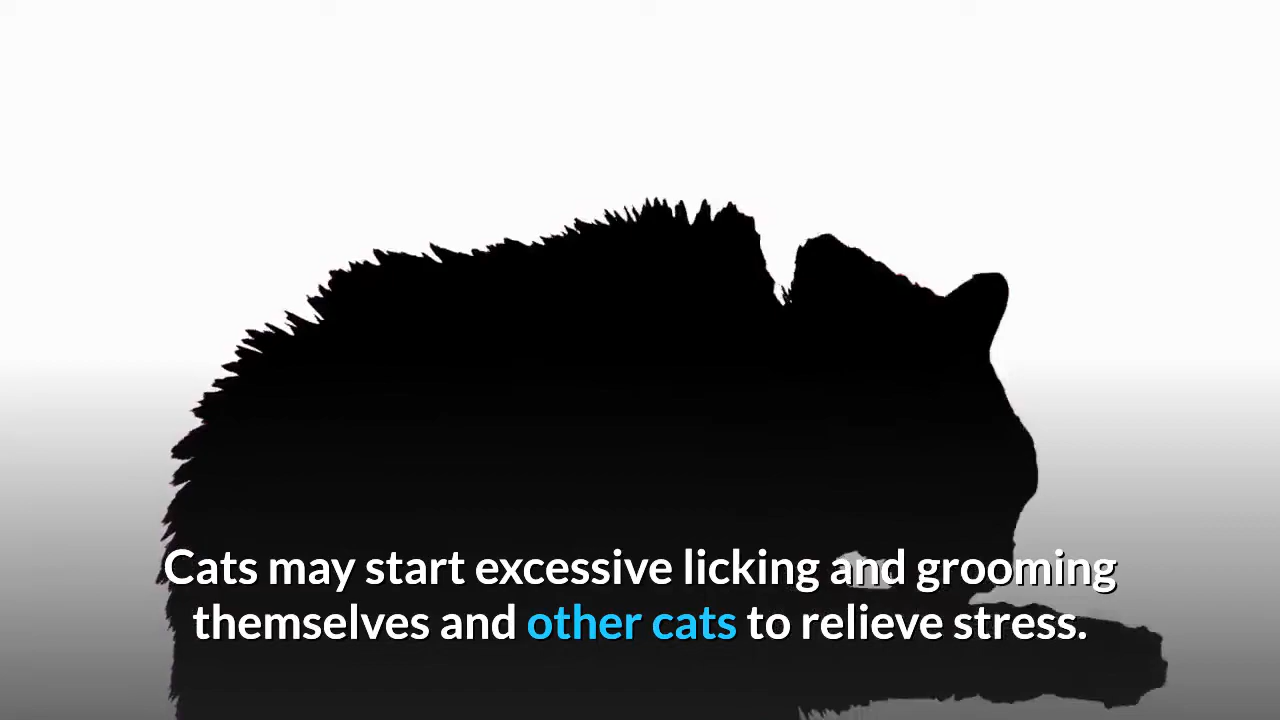 Cats may start excessive licking and grooming
themselves and other cats to relieve stress.